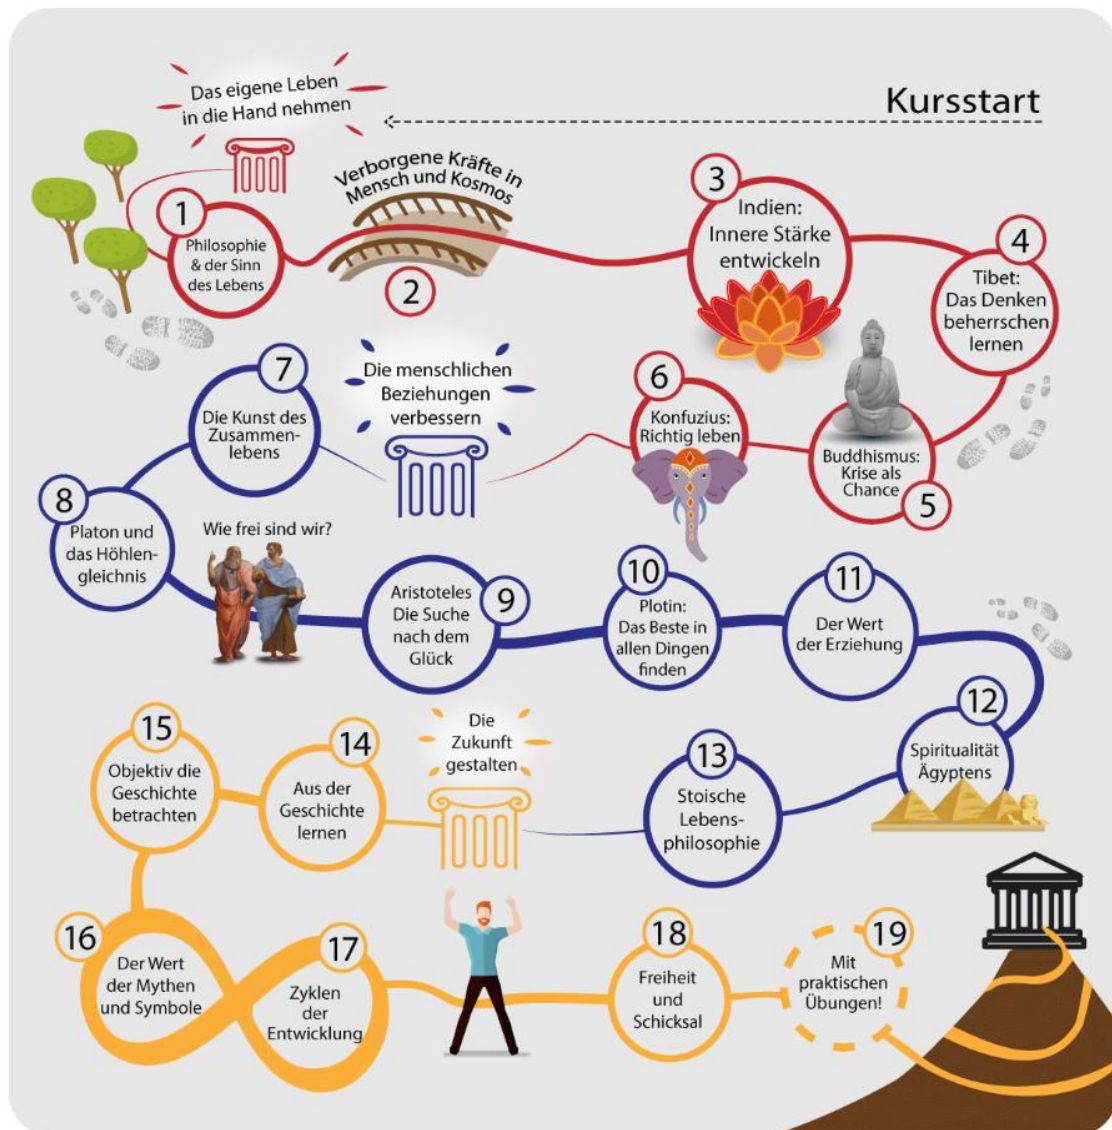 Kursstart
Das eigene Leben
in die Hand nehmen
1
Philosophie
& der Sinn
des Lebens
Verborgene Kräfte in
Mensch und Kosmos
2
3
Indien:
Innere Stärke
entwickeln
4
Tibet:
Das Denken
beherrschen
lernen
5
Buddhismus:
Krise als
Chance
6
Konfuzius:
Richtig leben
Die menschlichen
Beziehungen
verbessern
7
Die Kunst des
Zusammen-
lebens
8
Platon und
das Höhlen-
gleichnis
Wie frei sind wir?
9
Aristoteles
Die Suche
nach dem
Glück
10
Plotin:
Das Beste in
allen Dingen
finden
11
Der Wert
der Erziehung
12
Spiritualität
Ägyptens
13
Stoische
Lebens-
philosophie
Die
Zukunft
gestalten
14
Aus der
Geschichte
lernen
15
Objektiv die
Geschichte
betrachten
16
Der Wert
der Mythen
und Symbole
17
Zyklen
der
Entwicklung
18
Freiheit
und
Schicksal
19
Mit
praktischen
Übungen!